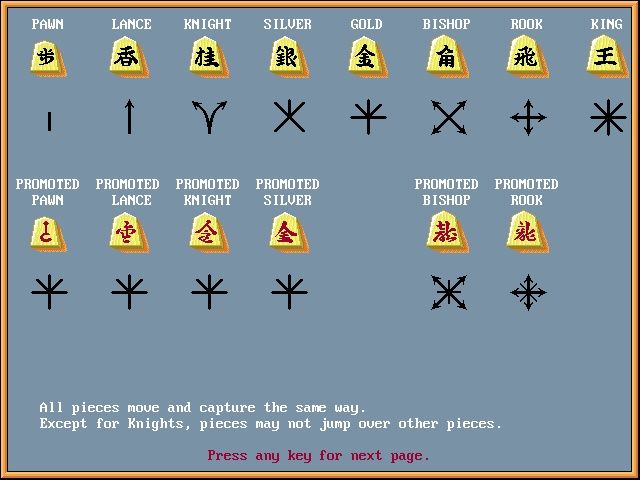 PAWN LANCE KNIGHT SILVER GOLD BISHOP ROOK KING
歩 香 桂 銀 金 角 飛 王
PROMOTED PROMOTED PROMOTED PROMOTED PROMOTED PROMOTED
PAWN LANCE KNIGHT SILVER BISHOP ROOK
All pieces move and capture the same way.
Except for Knights, pieces may not jump over other pieces.
Press any key for next page.